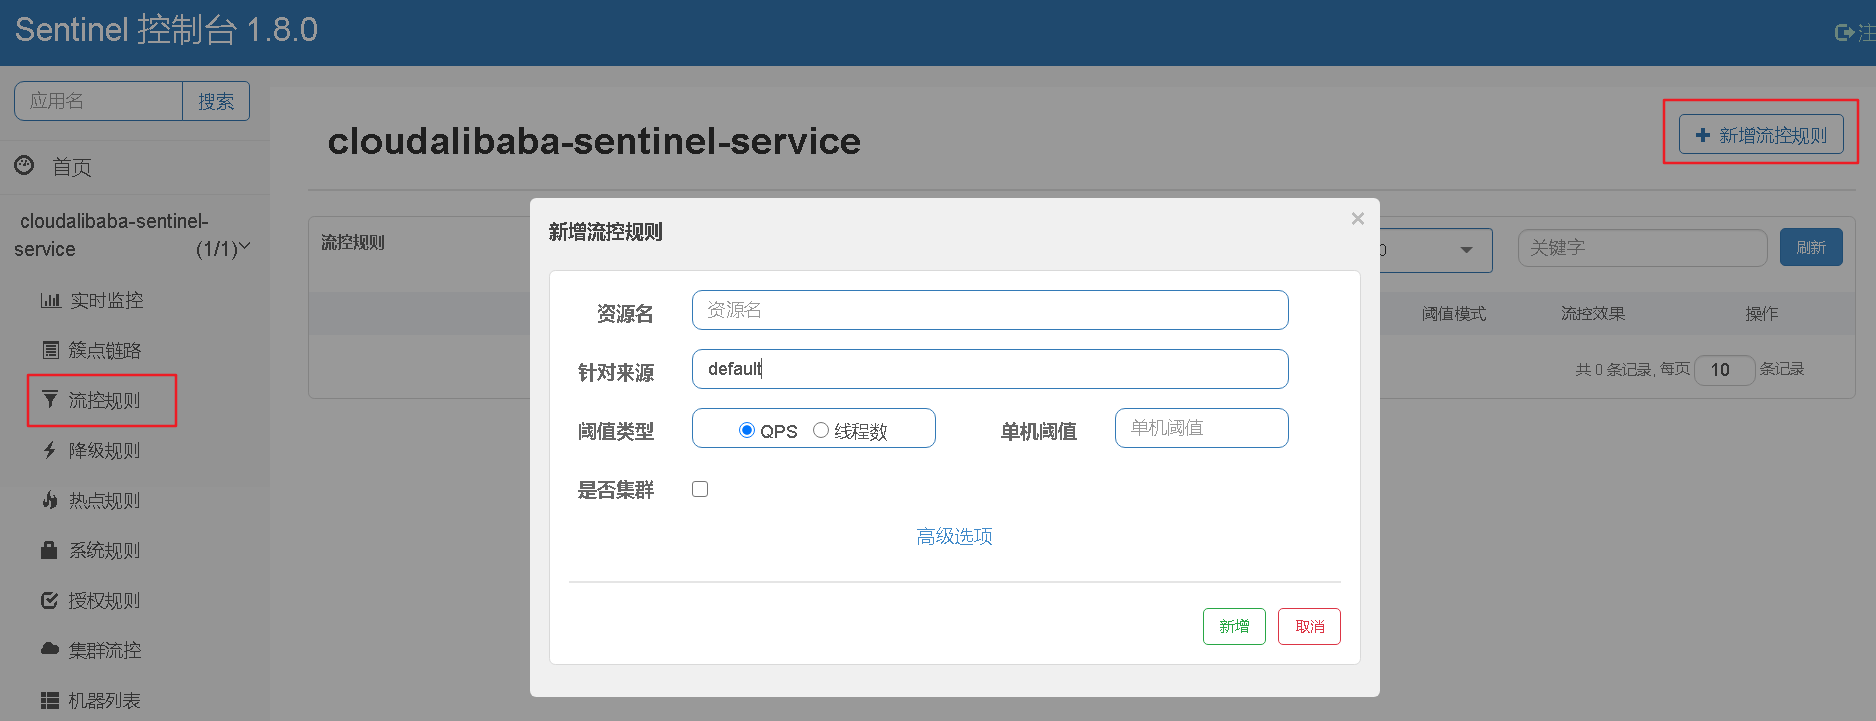 Sentinel 控制台 1.8.0
注
应用名
搜索
首页
cloudalibaba-sentinel-
service (1/1)
实时监控
簇点链路
流控规则
降级规则
热点规则
系统规则
授权规则
集群流控
机器列表
cloudalibaba-sentinel-service
新增流控规则
流控规则
0
关键字
刷新
阈值模式
流控效果
操作
共 0 条记录, 每页 10 条记录
新增流控规则
×
资源名 资源名
针对来源 default
阈值类型 QPS 线程数 单机阈值 单机阈值
是否集群
高级选项
新增 取消